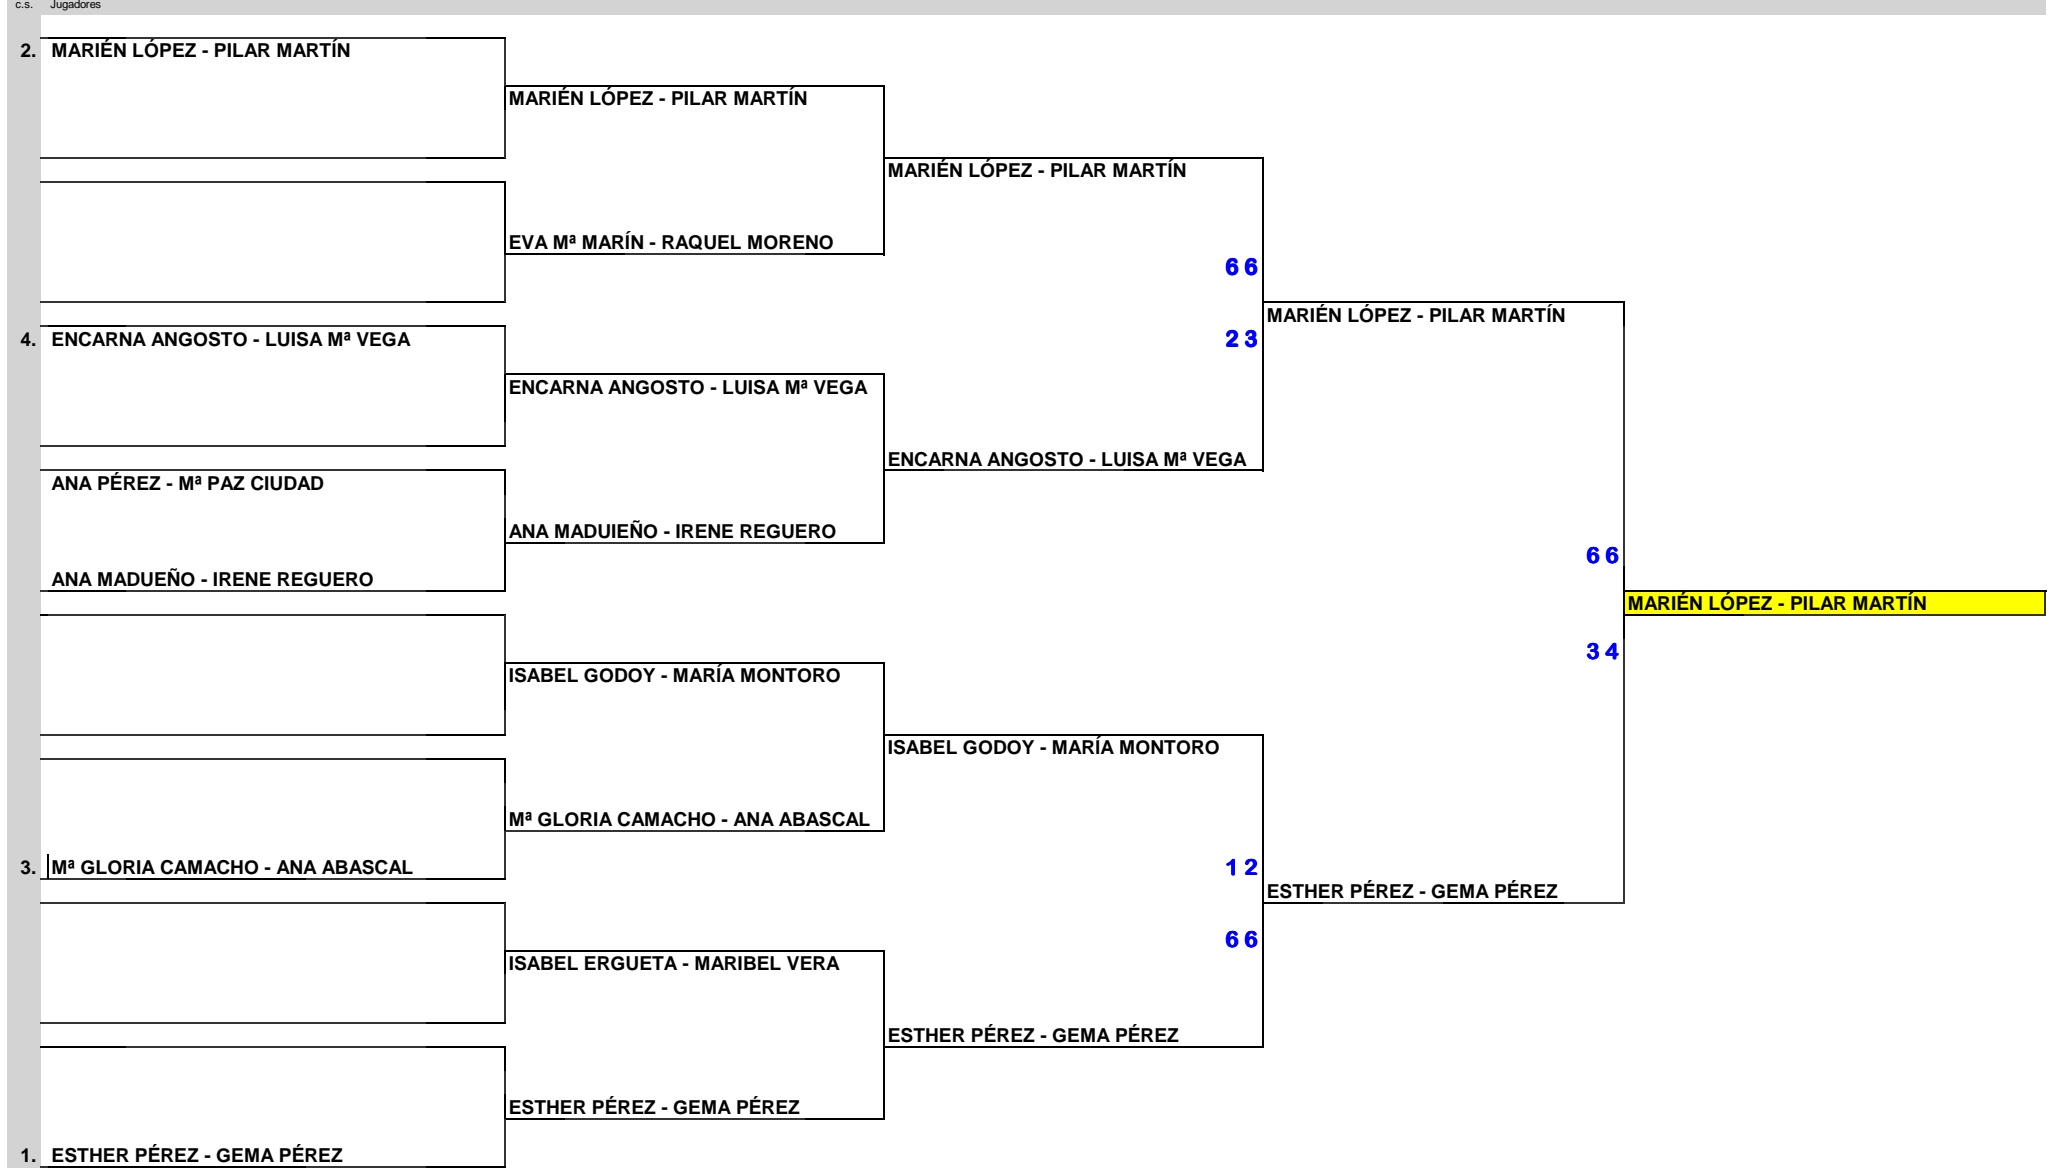 c.s. Jugadores
2. MARIÉN LÓPEZ - PILAR MARTÍN
MARIÉN LÓPEZ - PILAR MARTÍN
MARIÉN LÓPEZ - PILAR MARTÍN
EVA Mª MARÍN - RAQUEL MORENO
6 6
MARIÉN LÓPEZ - PILAR MARTÍN
4. ENCARNA ANGOSTO - LUISA Mª VEGA
2 3
ENCARNA ANGOSTO - LUISA Mª VEGA
ENCARNA ANGOSTO - LUISA Mª VEGA
ANA PÉREZ - Mª PAZ CIUDAD
ANA MADUIEÑO - IRENE REGUERO
6 6
ANA MADUEÑO - IRENE REGUERO
MARIÉN LÓPEZ - PILAR MARTÍN
3 4
ISABEL GODOY - MARÍA MONTORO
ISABEL GODOY - MARÍA MONTORO
Mª GLORIA CAMACHO - ANA ABASCAL
3. Mª GLORIA CAMACHO - ANA ABASCAL
1 2
ESTHER PÉREZ - GEMA PÉREZ
6 6
ISABEL ERGUETA - MARIBEL VERA
ESTHER PÉREZ - GEMA PÉREZ
ESTHER PÉREZ - GEMA PÉREZ
1. ESTHER PÉREZ - GEMA PÉREZ